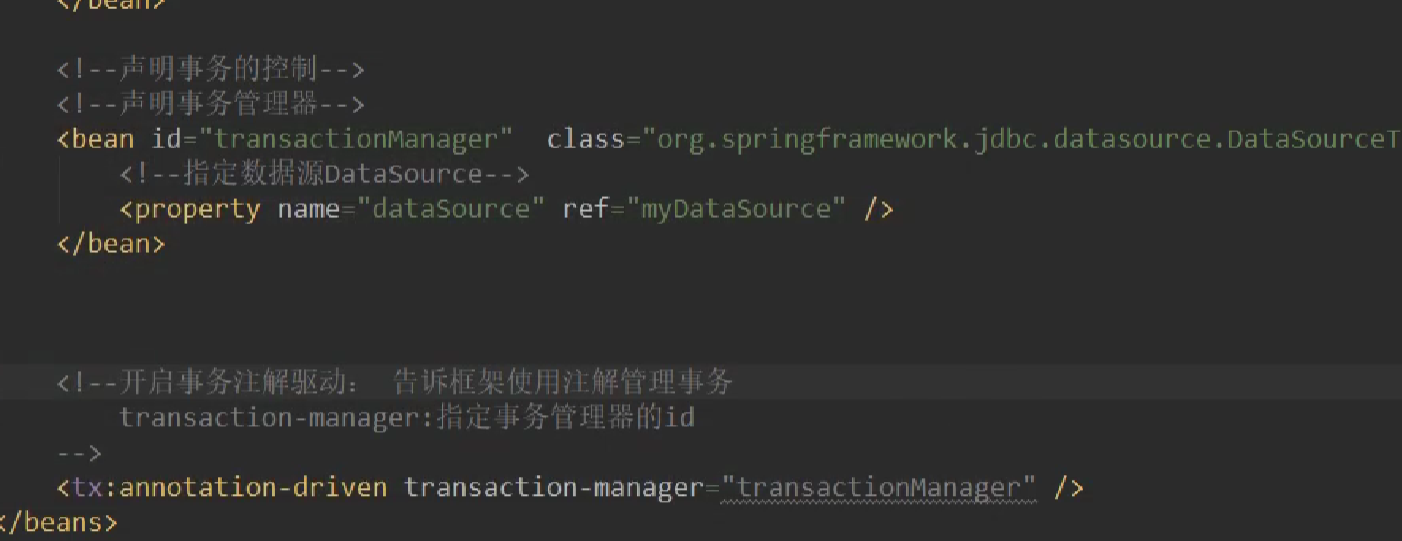 </bean>
<!--声明事务的控制-->
<!--声明事务管理器-->
<bean id="transactionManager"  class="org.springframework.jdbc.datasource.DataSourceT
<!--指定数据源DataSource-->
<property name="dataSource" ref="myDataSource" />
</bean>
<!--开启事务注解驱动： 告诉框架使用注解管理事务
transaction-manager:指定事务管理器的id
-->
<tx:annotation-driven transaction-manager="transactionManager" />
</beans>